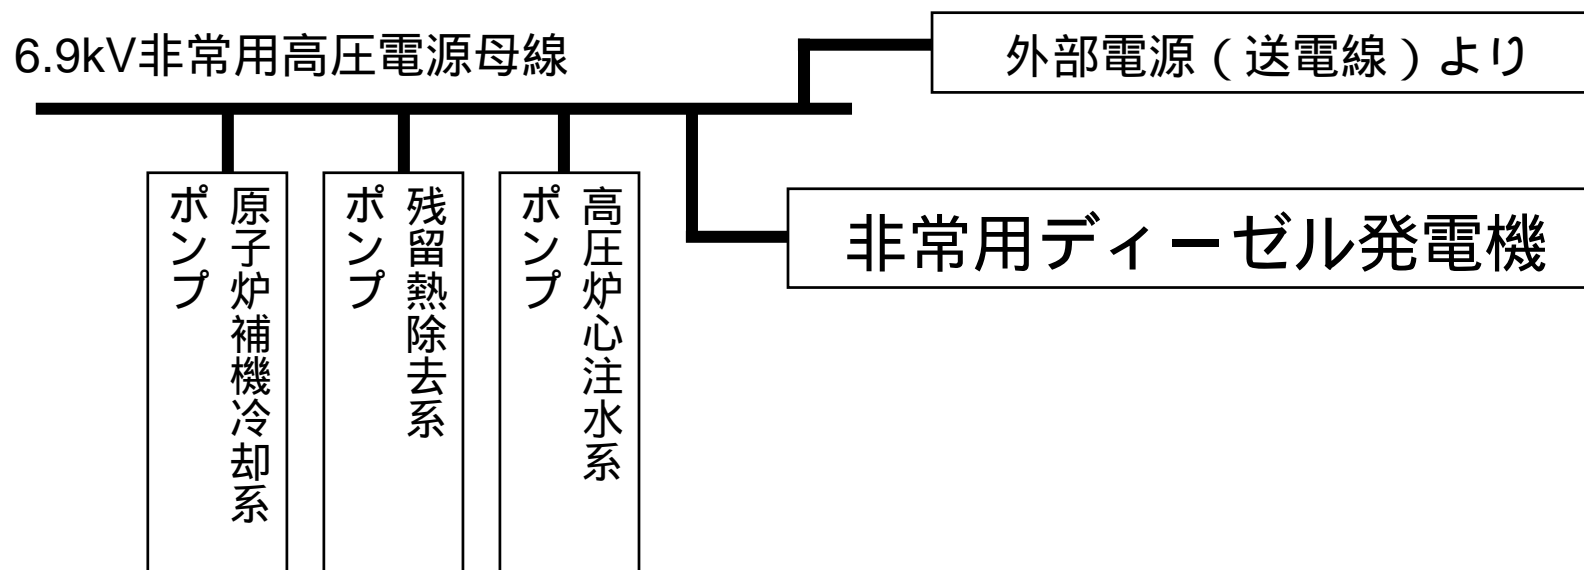 6.9kV非常用高圧電源母線
外部電源（送電線）より
非常用ディーゼル発電機
原子炉補機冷却系
ポンプ
残留熱除去系
ポンプ
高圧炉心注水系
ポンプ